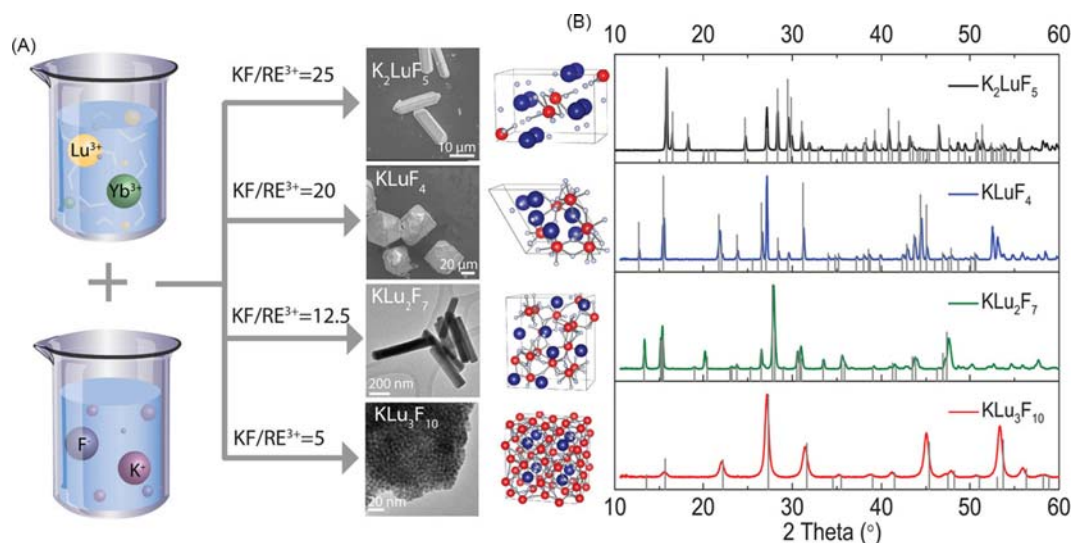 (A)
Lu3+
Yb3+
F-
K+
KF/RE3+=25
KF/RE3+=20
KF/RE3+=12.5
KF/RE3+=5
K2LuF5
10 μm
KLuF4
20 μm
KLu2F7
200 nm
KLu3F10
20 nm
(B)
10 20 30 40 50 60
K2LuF5
KLuF4
KLu2F7
KLu3F10
10 20 30 40 50 60
2 Theta (°)